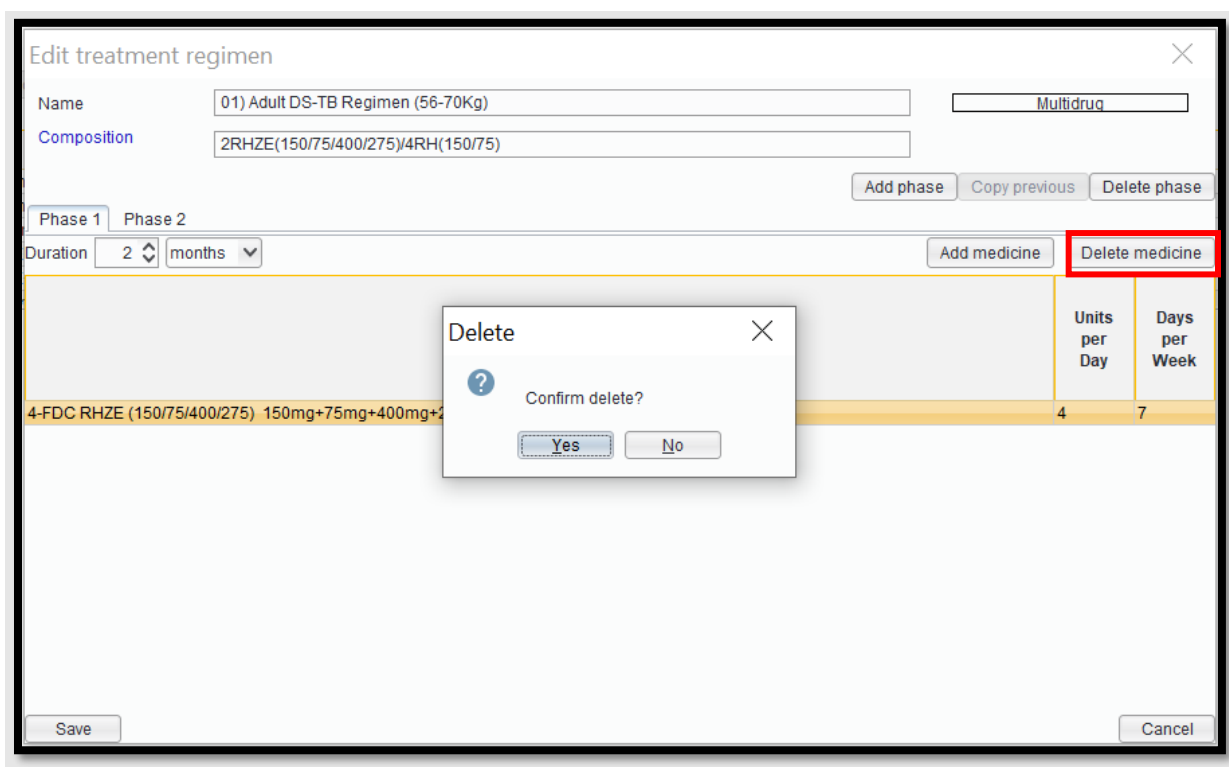 Edit treatment regimen
Name 01) Adult DS-TB Regimen (56-70Kg) Multidrug
Composition 2RHZE(150/75/400/275)/4RH(150/75)
Add phase Copy previous Delete phase
Phase 1 Phase 2
Duration 2 months Add medicine Delete medicine
Units per Day
Days per Week
Delete
Confirm delete?
Yes No
4-FDC RHZE (150/75/400/275) 150mg+75mg+400mg+ 4 7
Save Cancel